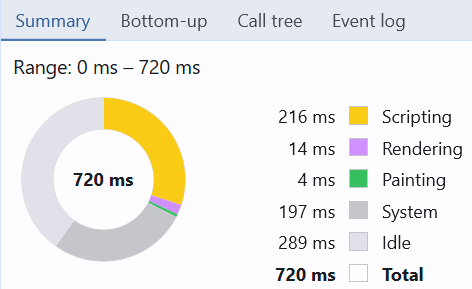 Summary Bottom-up Call tree Event log
Range: 0 ms – 720 ms
720 ms
216 ms Scripting
14 ms Rendering
4 ms Painting
197 ms System
289 ms Idle
720 ms Total